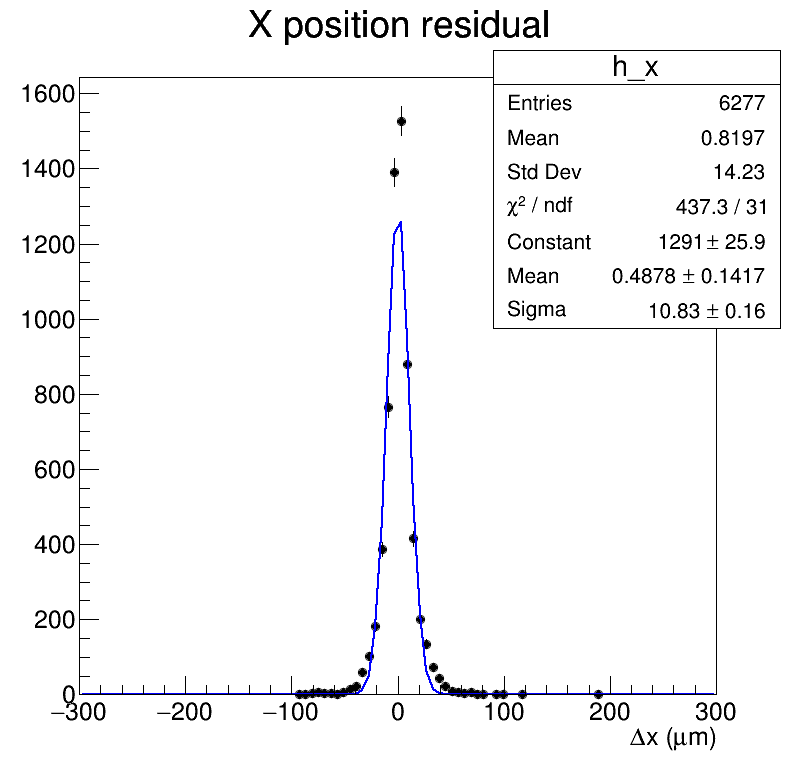 X position residual
h_x
Entries 6277
Mean 0.8197
Std Dev 14.23
χ² / ndf 437.3 / 31
Constant 1291 ± 25.9
Mean 0.4878 ± 0.1417
Sigma 10.83 ± 0.16
1600
1400
1200
1000
800
600
400
200
0
−300 −200 −100 0 100 200 300
Δx (μm)